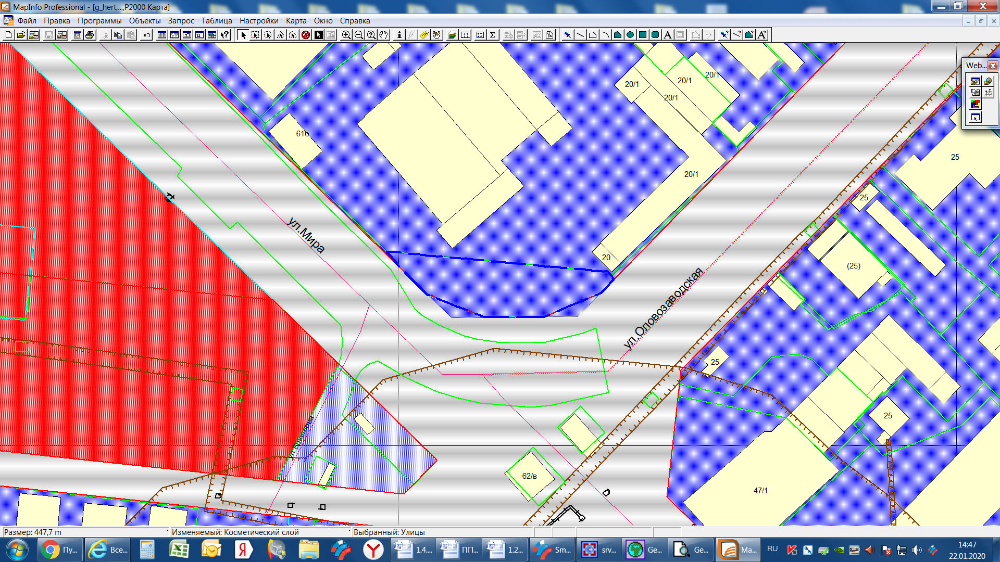 MapInfo Professional - [g_hert,...,P2000 Карта]
Файл Правка Программы Объекты Запрос Таблица Настройки Карта Окно Справка
Web...
20/1
20/1
20/1
20/1
616
25
20/1
25
ул.Мира
20
(25)
ул.Оловозаводская
25
25
62/в
47/1
Размер: 447,7 m
Изменяемый: Косметический слой
Выбранный: Улицы
Пу...
Все...
1.4....
ПП...
1.2...
Sm...
srv...
Ge...
Ge...
Ma...
RU
14:47
22.01.2020